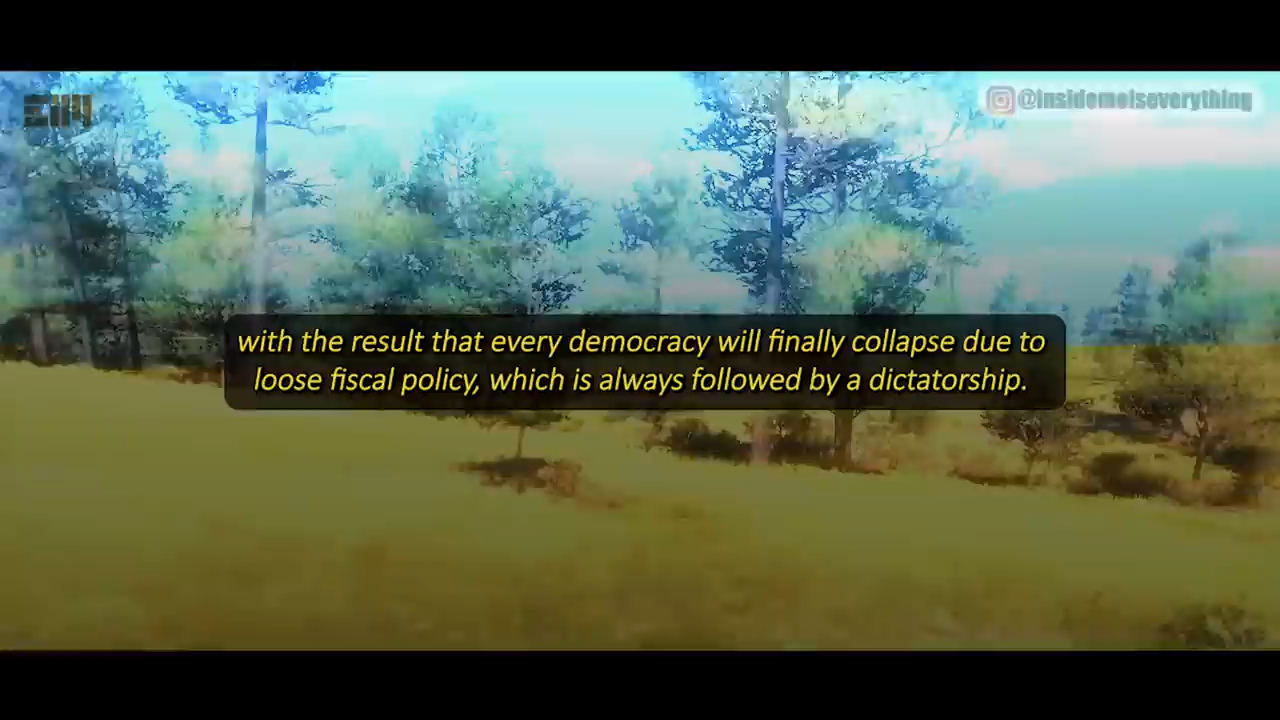 @insidemeiseverything
with the result that every democracy will finally collapse due to
loose fiscal policy, which is always followed by a dictatorship.